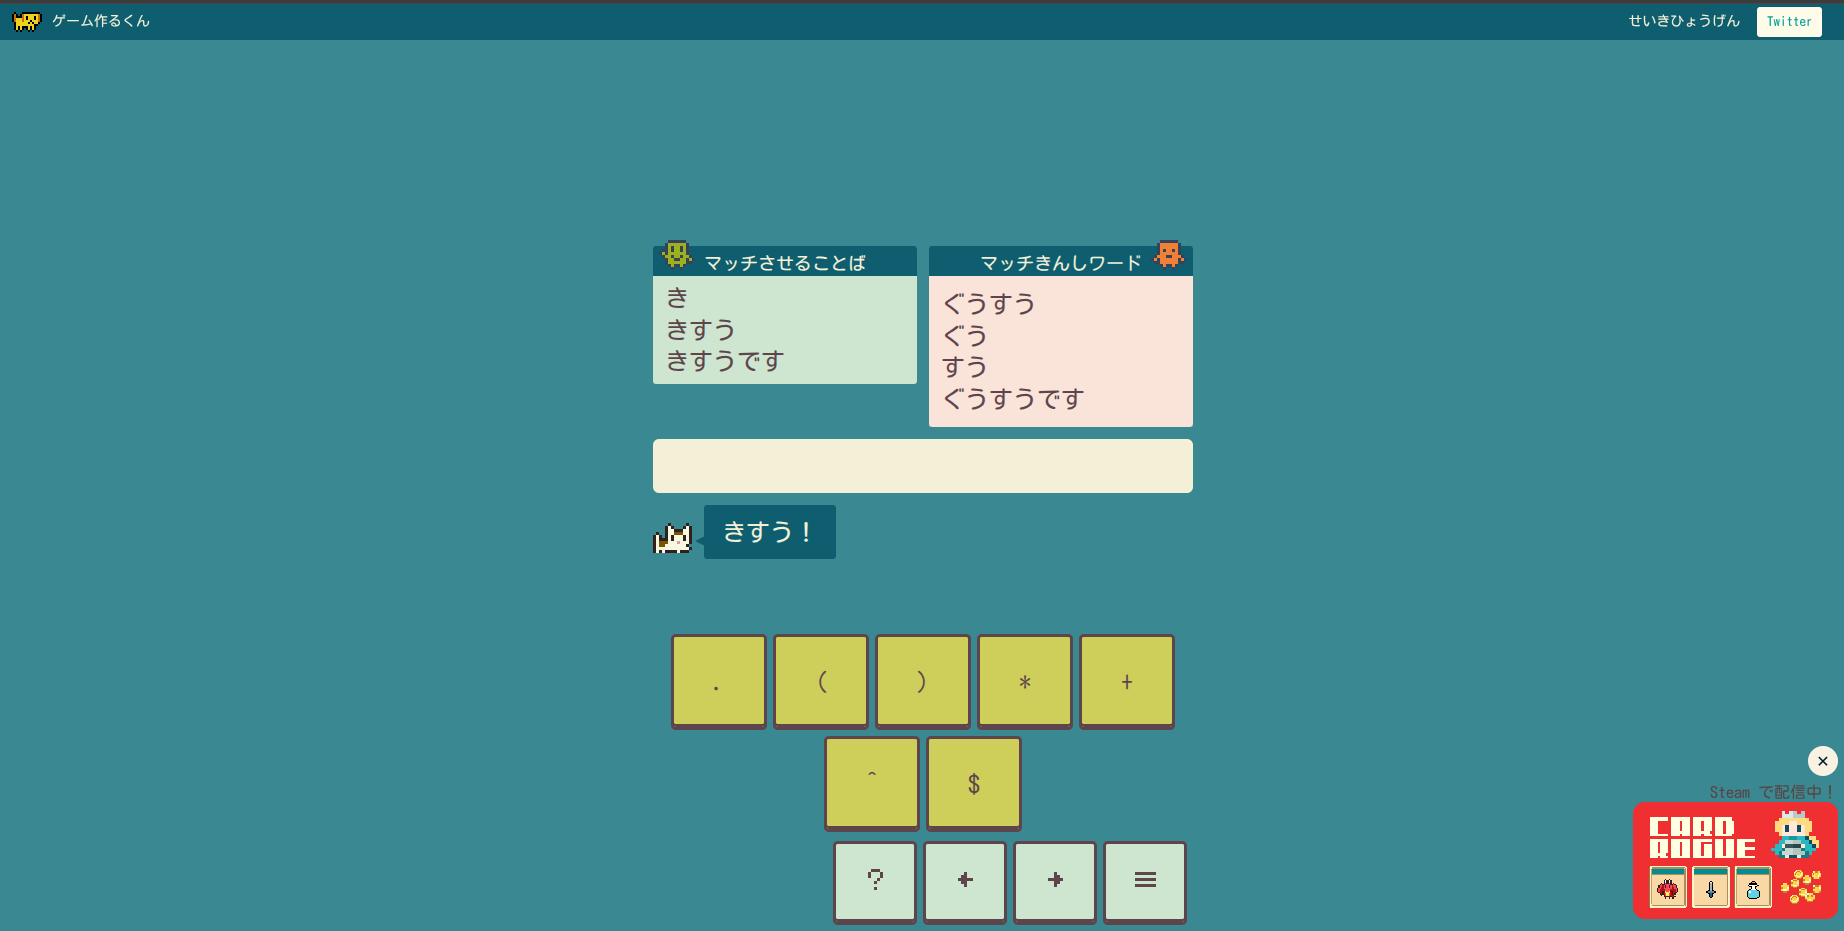 ゲーム作るくん
せいきひょうげん
Twitter
マッチさせることば
き
きすう
きすうです
マッチきんしワード
ぐうすう
ぐう
すう
ぐうすうです
きすう！
. ( ) * +
^ $
?
Steam で配信中！
CARD
ROGUE